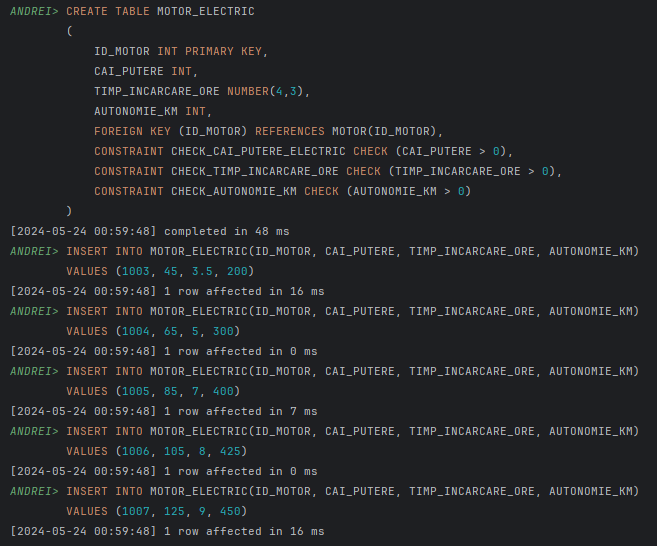 ANDREI> CREATE TABLE MOTOR_ELECTRIC
(
ID_MOTOR INT PRIMARY KEY,
CAI_PUTERE INT,
TIMP_INCARCARE_ORE NUMBER(4,3),
AUTONOMIE_KM INT,
FOREIGN KEY (ID_MOTOR) REFERENCES MOTOR(ID_MOTOR),
CONSTRAINT CHECK_CAI_PUTERE_ELECTRIC CHECK (CAI_PUTERE > 0),
CONSTRAINT CHECK_TIMP_INCARCARE_ORE CHECK (TIMP_INCARCARE_ORE > 0),
CONSTRAINT CHECK_AUTONOMIE_KM CHECK (AUTONOMIE_KM > 0)
)
[2024-05-24 00:59:48] completed in 48 ms
ANDREI> INSERT INTO MOTOR_ELECTRIC(ID_MOTOR, CAI_PUTERE, TIMP_INCARCARE_ORE, AUTONOMIE_KM)
VALUES (1003, 45, 3.5, 200)
[2024-05-24 00:59:48] 1 row affected in 16 ms
ANDREI> INSERT INTO MOTOR_ELECTRIC(ID_MOTOR, CAI_PUTERE, TIMP_INCARCARE_ORE, AUTONOMIE_KM)
VALUES (1004, 65, 5, 300)
[2024-05-24 00:59:48] 1 row affected in 0 ms
ANDREI> INSERT INTO MOTOR_ELECTRIC(ID_MOTOR, CAI_PUTERE, TIMP_INCARCARE_ORE, AUTONOMIE_KM)
VALUES (1005, 85, 7, 400)
[2024-05-24 00:59:48] 1 row affected in 7 ms
ANDREI> INSERT INTO MOTOR_ELECTRIC(ID_MOTOR, CAI_PUTERE, TIMP_INCARCARE_ORE, AUTONOMIE_KM)
VALUES (1006, 105, 8, 425)
[2024-05-24 00:59:48] 1 row affected in 0 ms
ANDREI> INSERT INTO MOTOR_ELECTRIC(ID_MOTOR, CAI_PUTERE, TIMP_INCARCARE_ORE, AUTONOMIE_KM)
VALUES (1007, 125, 9, 450)
[2024-05-24 00:59:48] 1 row affected in 16 ms